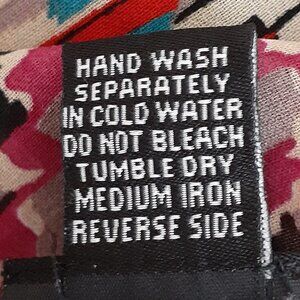 HAND WASH
SEPARATELY
IN COLD WATER
DO NOT BLEACH
TUMBLE DRY
MEDIUM IRON
REVERSE SIDE